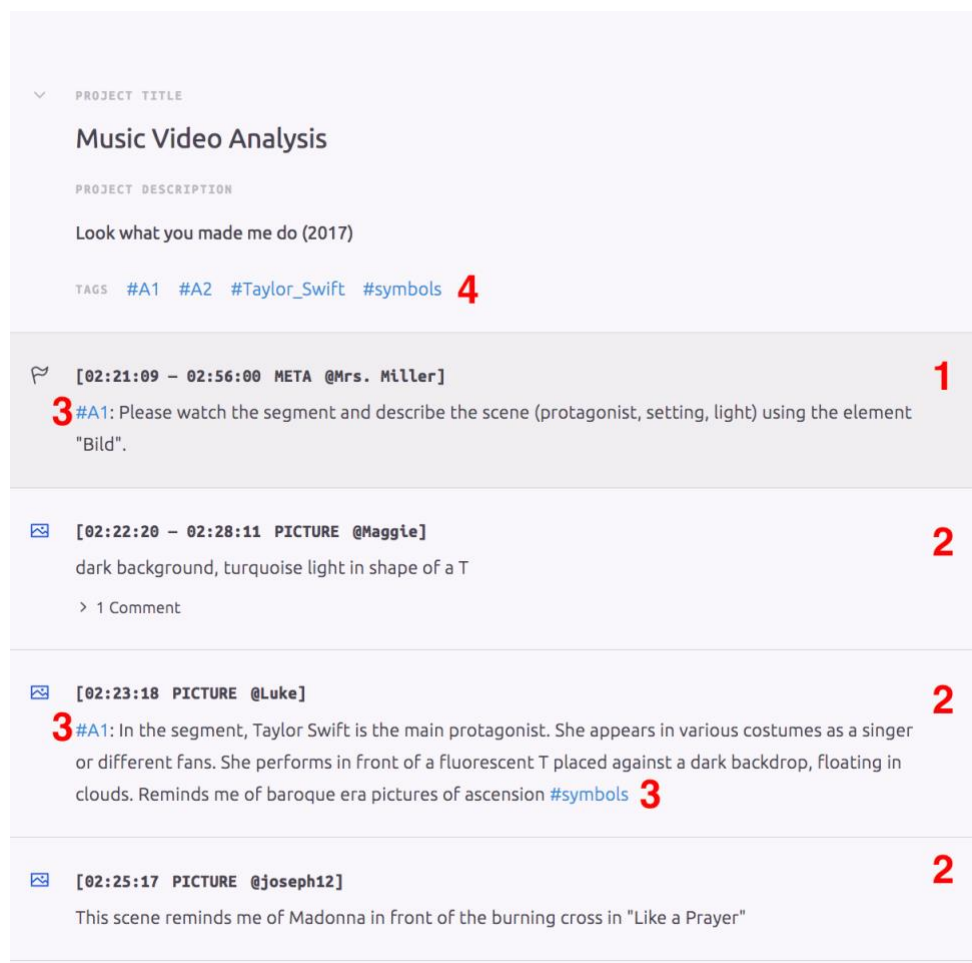 PROJECT TITLE
Music Video Analysis
PROJECT DESCRIPTION
Look what you made me do (2017)
TAGS #A1 #A2 #Taylor_Swift #symbols 4
[02:21:09 – 02:56:00 META @Mrs. Miller] 1
3 #A1: Please watch the segment and describe the scene (protagonist, setting, light) using the element
"Bild".
[02:22:20 – 02:28:11 PICTURE @Maggie] 2
dark background, turquoise light in shape of a T
> 1 Comment
[02:23:18 PICTURE @Luke] 2
3 #A1: In the segment, Taylor Swift is the main protagonist. She appears in various costumes as a singer
or different fans. She performs in front of a fluorescent T placed against a dark backdrop, floating in
clouds. Reminds me of baroque era pictures of ascension #symbols 3
[02:25:17 PICTURE @joseph12] 2
This scene reminds me of Madonna in front of the burning cross in "Like a Prayer"